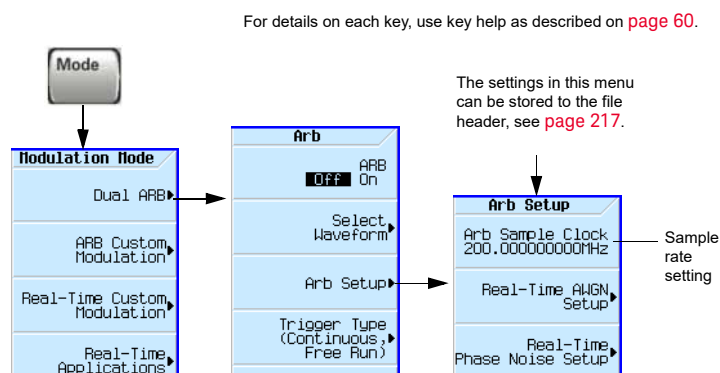 For details on each key, use key help as described on page 60.
Mode
The settings in this menu
can be stored to the file
header, see page 217.
Modulation Mode
Dual ARB
ARB Custom
Modulation
Real-Time Custom
Modulation
Real-Time
Applications
Arb
ARB
Off On
Select
Waveform
Arb Setup
Trigger Type
(Continuous,
Free Run)
Arb Setup
Arb Sample Clock
200.000000000MHz
Real-Time AWGN
Setup
Real-Time
Phase Noise Setup
Sample
rate
setting